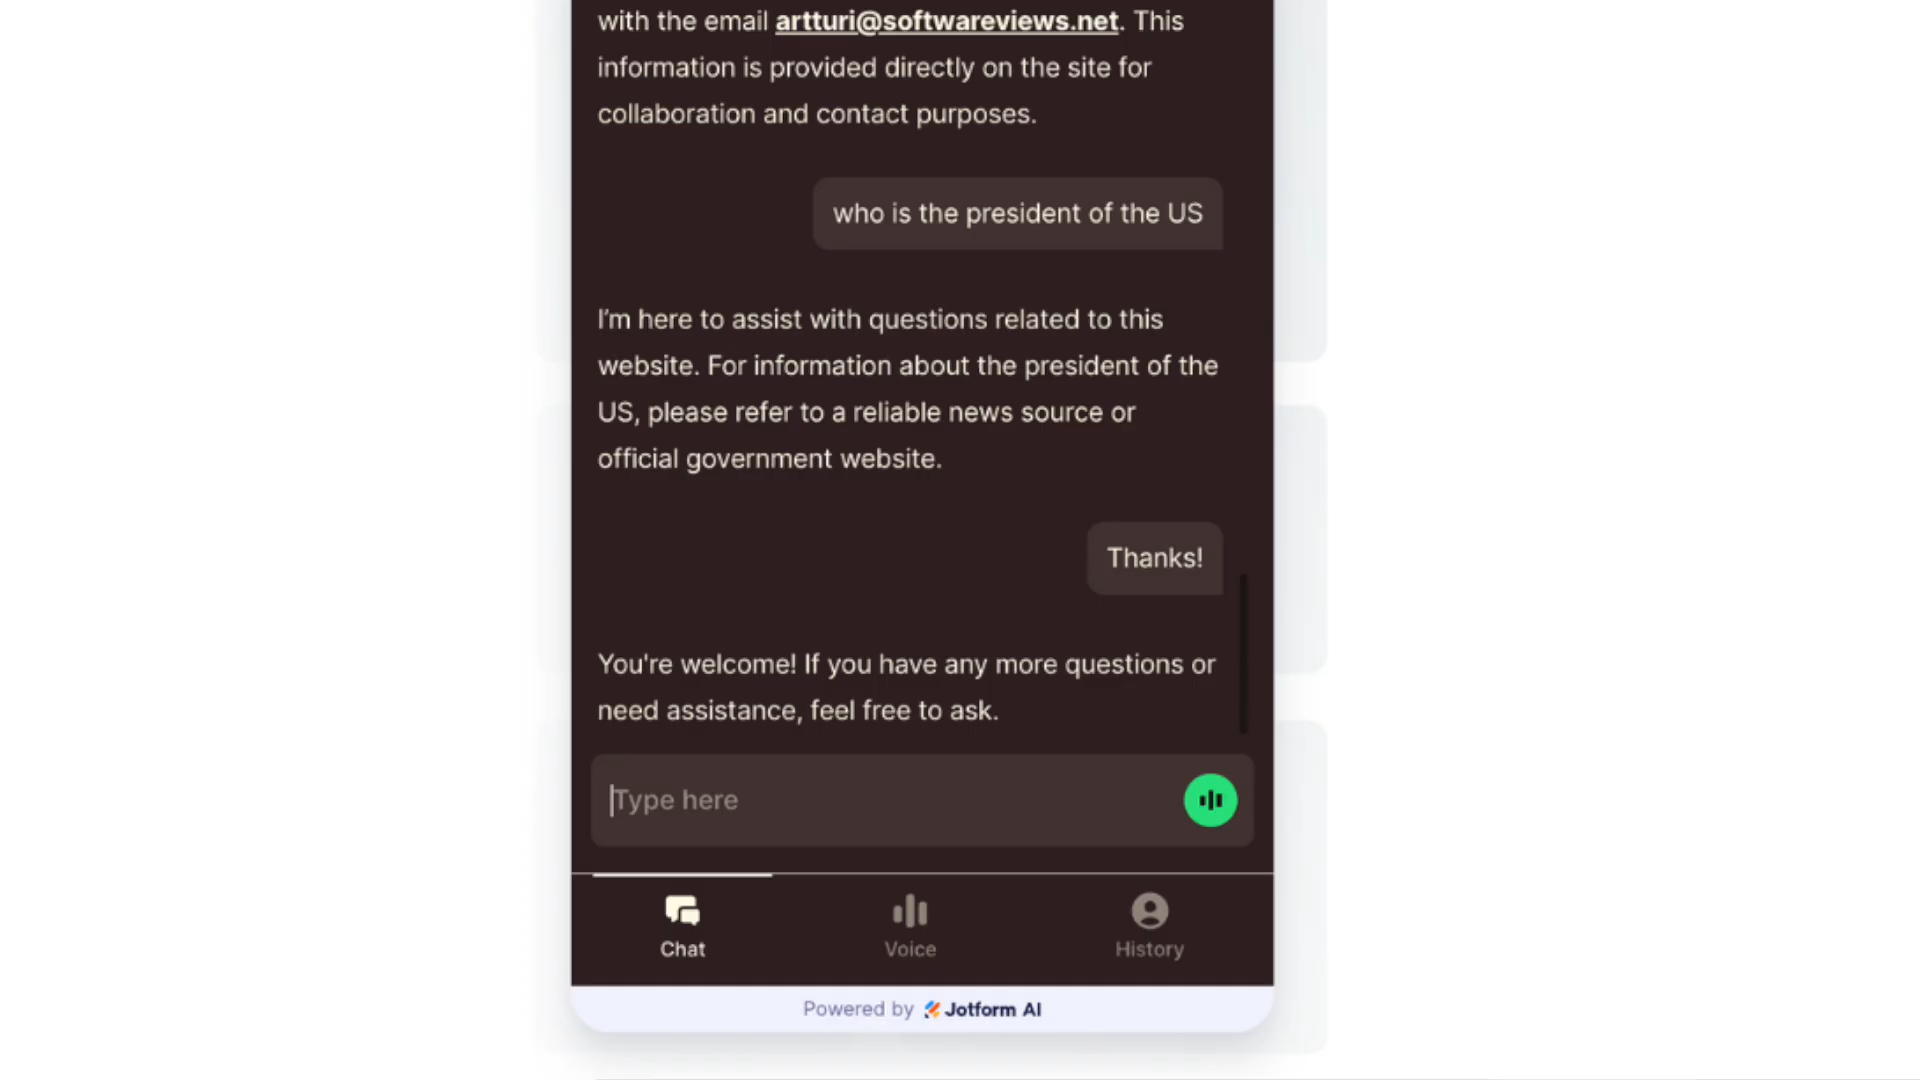 with the email artturi@softwareviews.net. This
information is provided directly on the site for
collaboration and contact purposes.
who is the president of the US
I’m here to assist with questions related to this
website. For information about the president of the
US, please refer to a reliable news source or
official government website.
Thanks!
You're welcome! If you have any more questions or
need assistance, feel free to ask.
Type here
Chat
Voice
History
Powered by Jotform AI